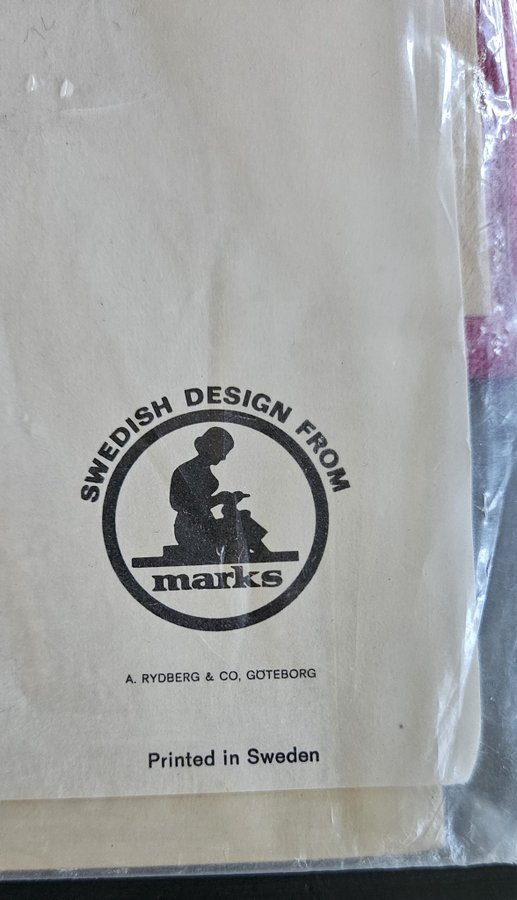 SWEDISH DESIGN FROM
marks
A. RYDBERG & CO, GÖTEBORG
Printed in Sweden